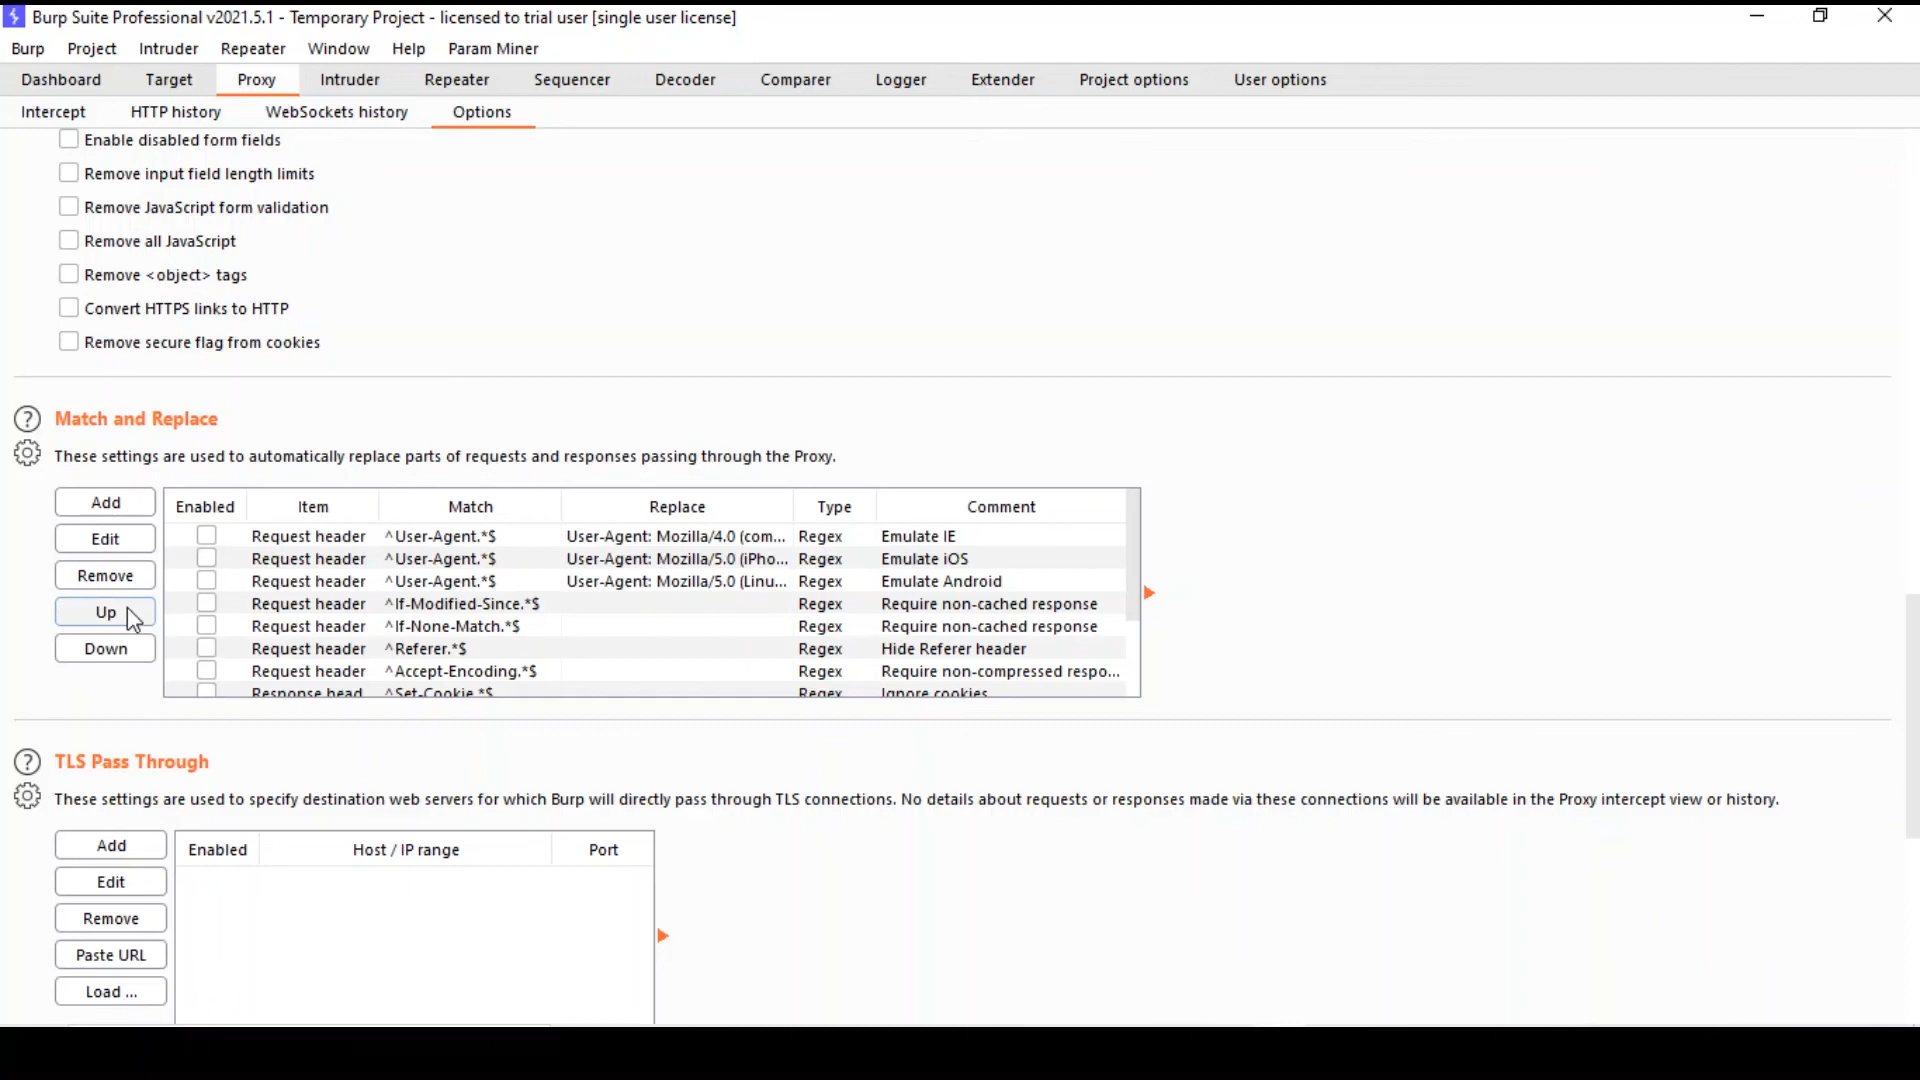 Burp Suite Professional v2021.5.1 - Temporary Project - licensed to trial user [single user license]
Burp Project Intruder Repeater Window Help Param Miner
Dashboard Target Proxy Intruder Repeater Sequencer Decoder Comparer Logger Extender Project options User options
Intercept HTTP history WebSockets history Options
Enable disabled form fields
Remove input field length limits
Remove JavaScript form validation
Remove all JavaScript
Remove <object> tags
Convert HTTPS links to HTTP
Remove secure flag from cookies
? Match and Replace
These settings are used to automatically replace parts of requests and responses passing through the Proxy.
Add
Edit
Remove
Up
Down
Enabled Item Match Replace Type Comment
Request header ^User-Agent.*$ User-Agent: Mozilla/4.0 (com... Regex Emulate IE
Request header ^User-Agent.*$ User-Agent: Mozilla/5.0 (iPho... Regex Emulate iOS
Request header ^User-Agent.*$ User-Agent: Mozilla/5.0 (Linu... Regex Emulate Android
Request header ^If-Modified-Since.*$ Regex Require non-cached response
Request header ^If-None-Match.*$ Regex Require non-cached response
Request header ^Referer.*$ Regex Hide Referer header
Request header ^Accept-Encoding.*$ Regex Require non-compressed respo...
Response head ^Set-Cookie.*$ Regex Ignore cookies
? TLS Pass Through
These settings are used to specify destination web servers for which Burp will directly pass through TLS connections. No details about requests or responses made via these connections will be available in the Proxy intercept view or history.
Add
Edit
Remove
Paste URL
Load ...
Enabled Host / IP range Port